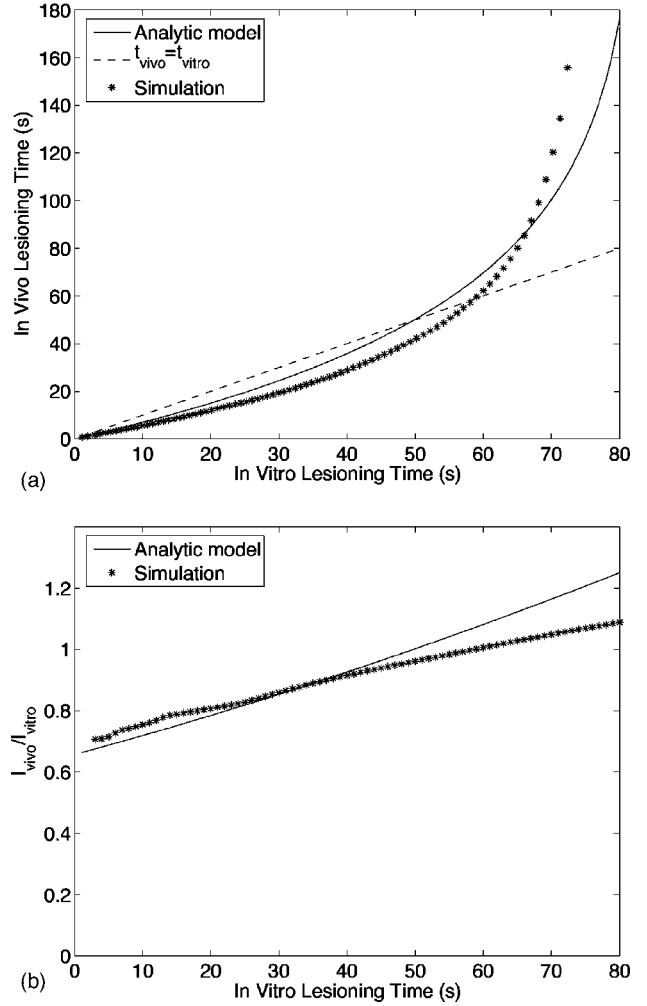 180
160
140
120
100
80
60
40
20
0
In Vivo Lesioning Time (s)
Analytic model
t_vivo=t_vitro
Simulation
0 10 20 30 40 50 60 70 80
In Vitro Lesioning Time (s)
(a)
1.2
1
0.8
0.6
0.4
0.2
0
I_vivo/I_vitro
Analytic model
Simulation
0 10 20 30 40 50 60 70 80
In Vitro Lesioning Time (s)
(b)